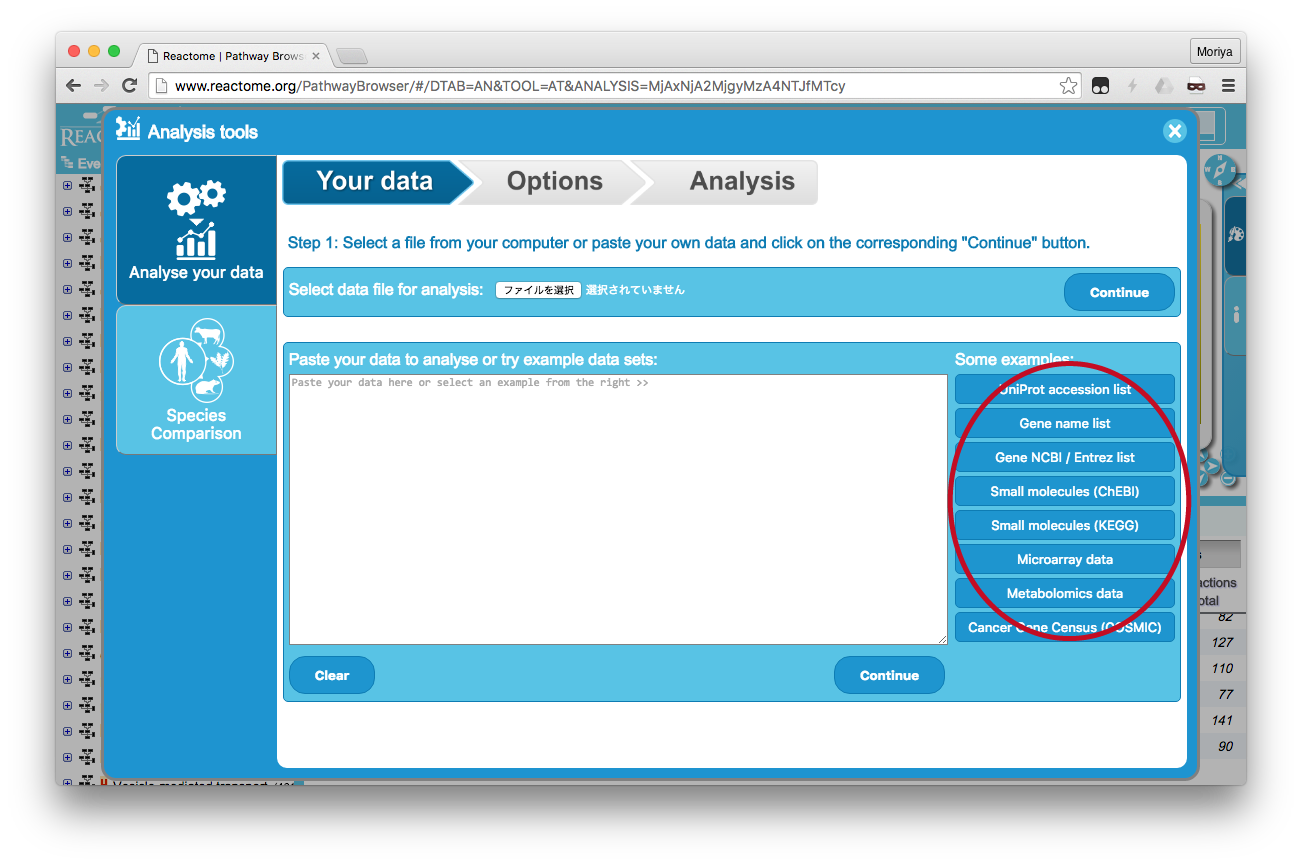 Reactome | Pathway Brows
Moriya
www.reactome.org/PathwayBrowser/#/DTAB=AN&TOOL=AT&ANALYSIS=MjAxNjA2MjgyMzA4NTJfMTcy
REAC
Eve
Analysis tools
Analyse your data
Species
Comparison
Your data
Options
Analysis
Step 1: Select a file from your computer or paste your own data and click on the corresponding "Continue" button.
Select data file for analysis: ファイルを選択 選択されていません
Continue
Paste your data to analyse or try example data sets:
Some examples:
Paste your data here or select an example from the right >>
UniProt accession list
Gene name list
Gene NCBI / Entrez list
Small molecules (ChEBI)
Small molecules (KEGG)
Microarray data
Metabolomics data
Cancer Gene Census (COSMIC)
Clear
Continue
actions
otal
82
127
110
77
141
90
Vesicle-mediated transport